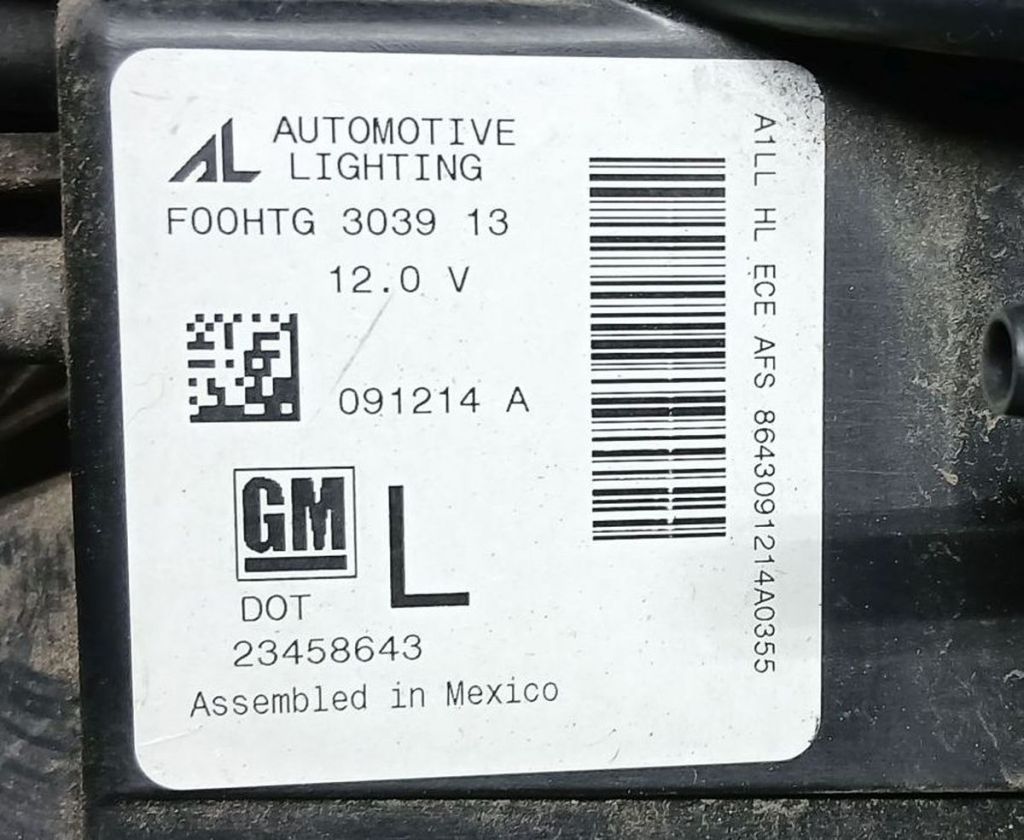 AL AUTOMOTIVE
LIGHTING
F00HTG 3039 13
12.0 V
091214 A
GM
L
DOT
23458643
Assembled in Mexico
A1LL HL ECE AFS 8643091214A0355